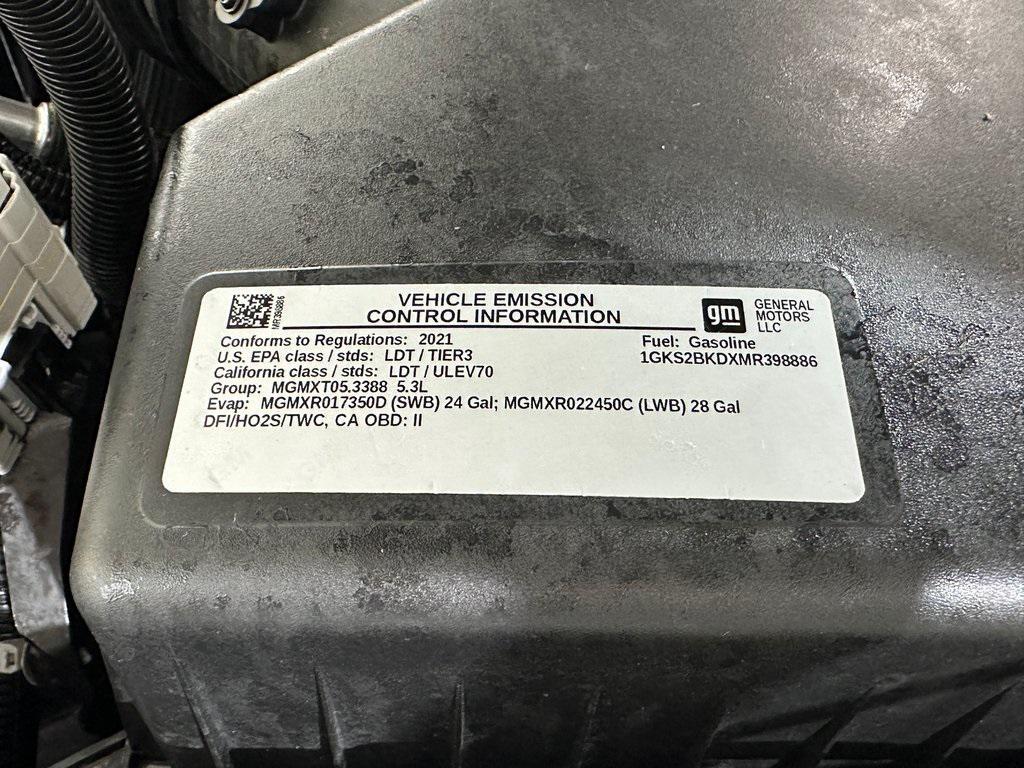 MR398886
VEHICLE EMISSION
CONTROL INFORMATION
gm
GENERAL
MOTORS
LLC
Conforms to Regulations: 2021
U.S. EPA class / stds: LDT / TIER3
California class / stds: LDT / ULEV70
Group: MGMXT05.3388 5.3L
Evap: MGMXR017350D (SWB) 24 Gal; MGMXR022450C (LWB) 28 Gal
DFI/HO2S/TWC, CA OBD: II
Fuel: Gasoline
1GKS2BKDXMR398886